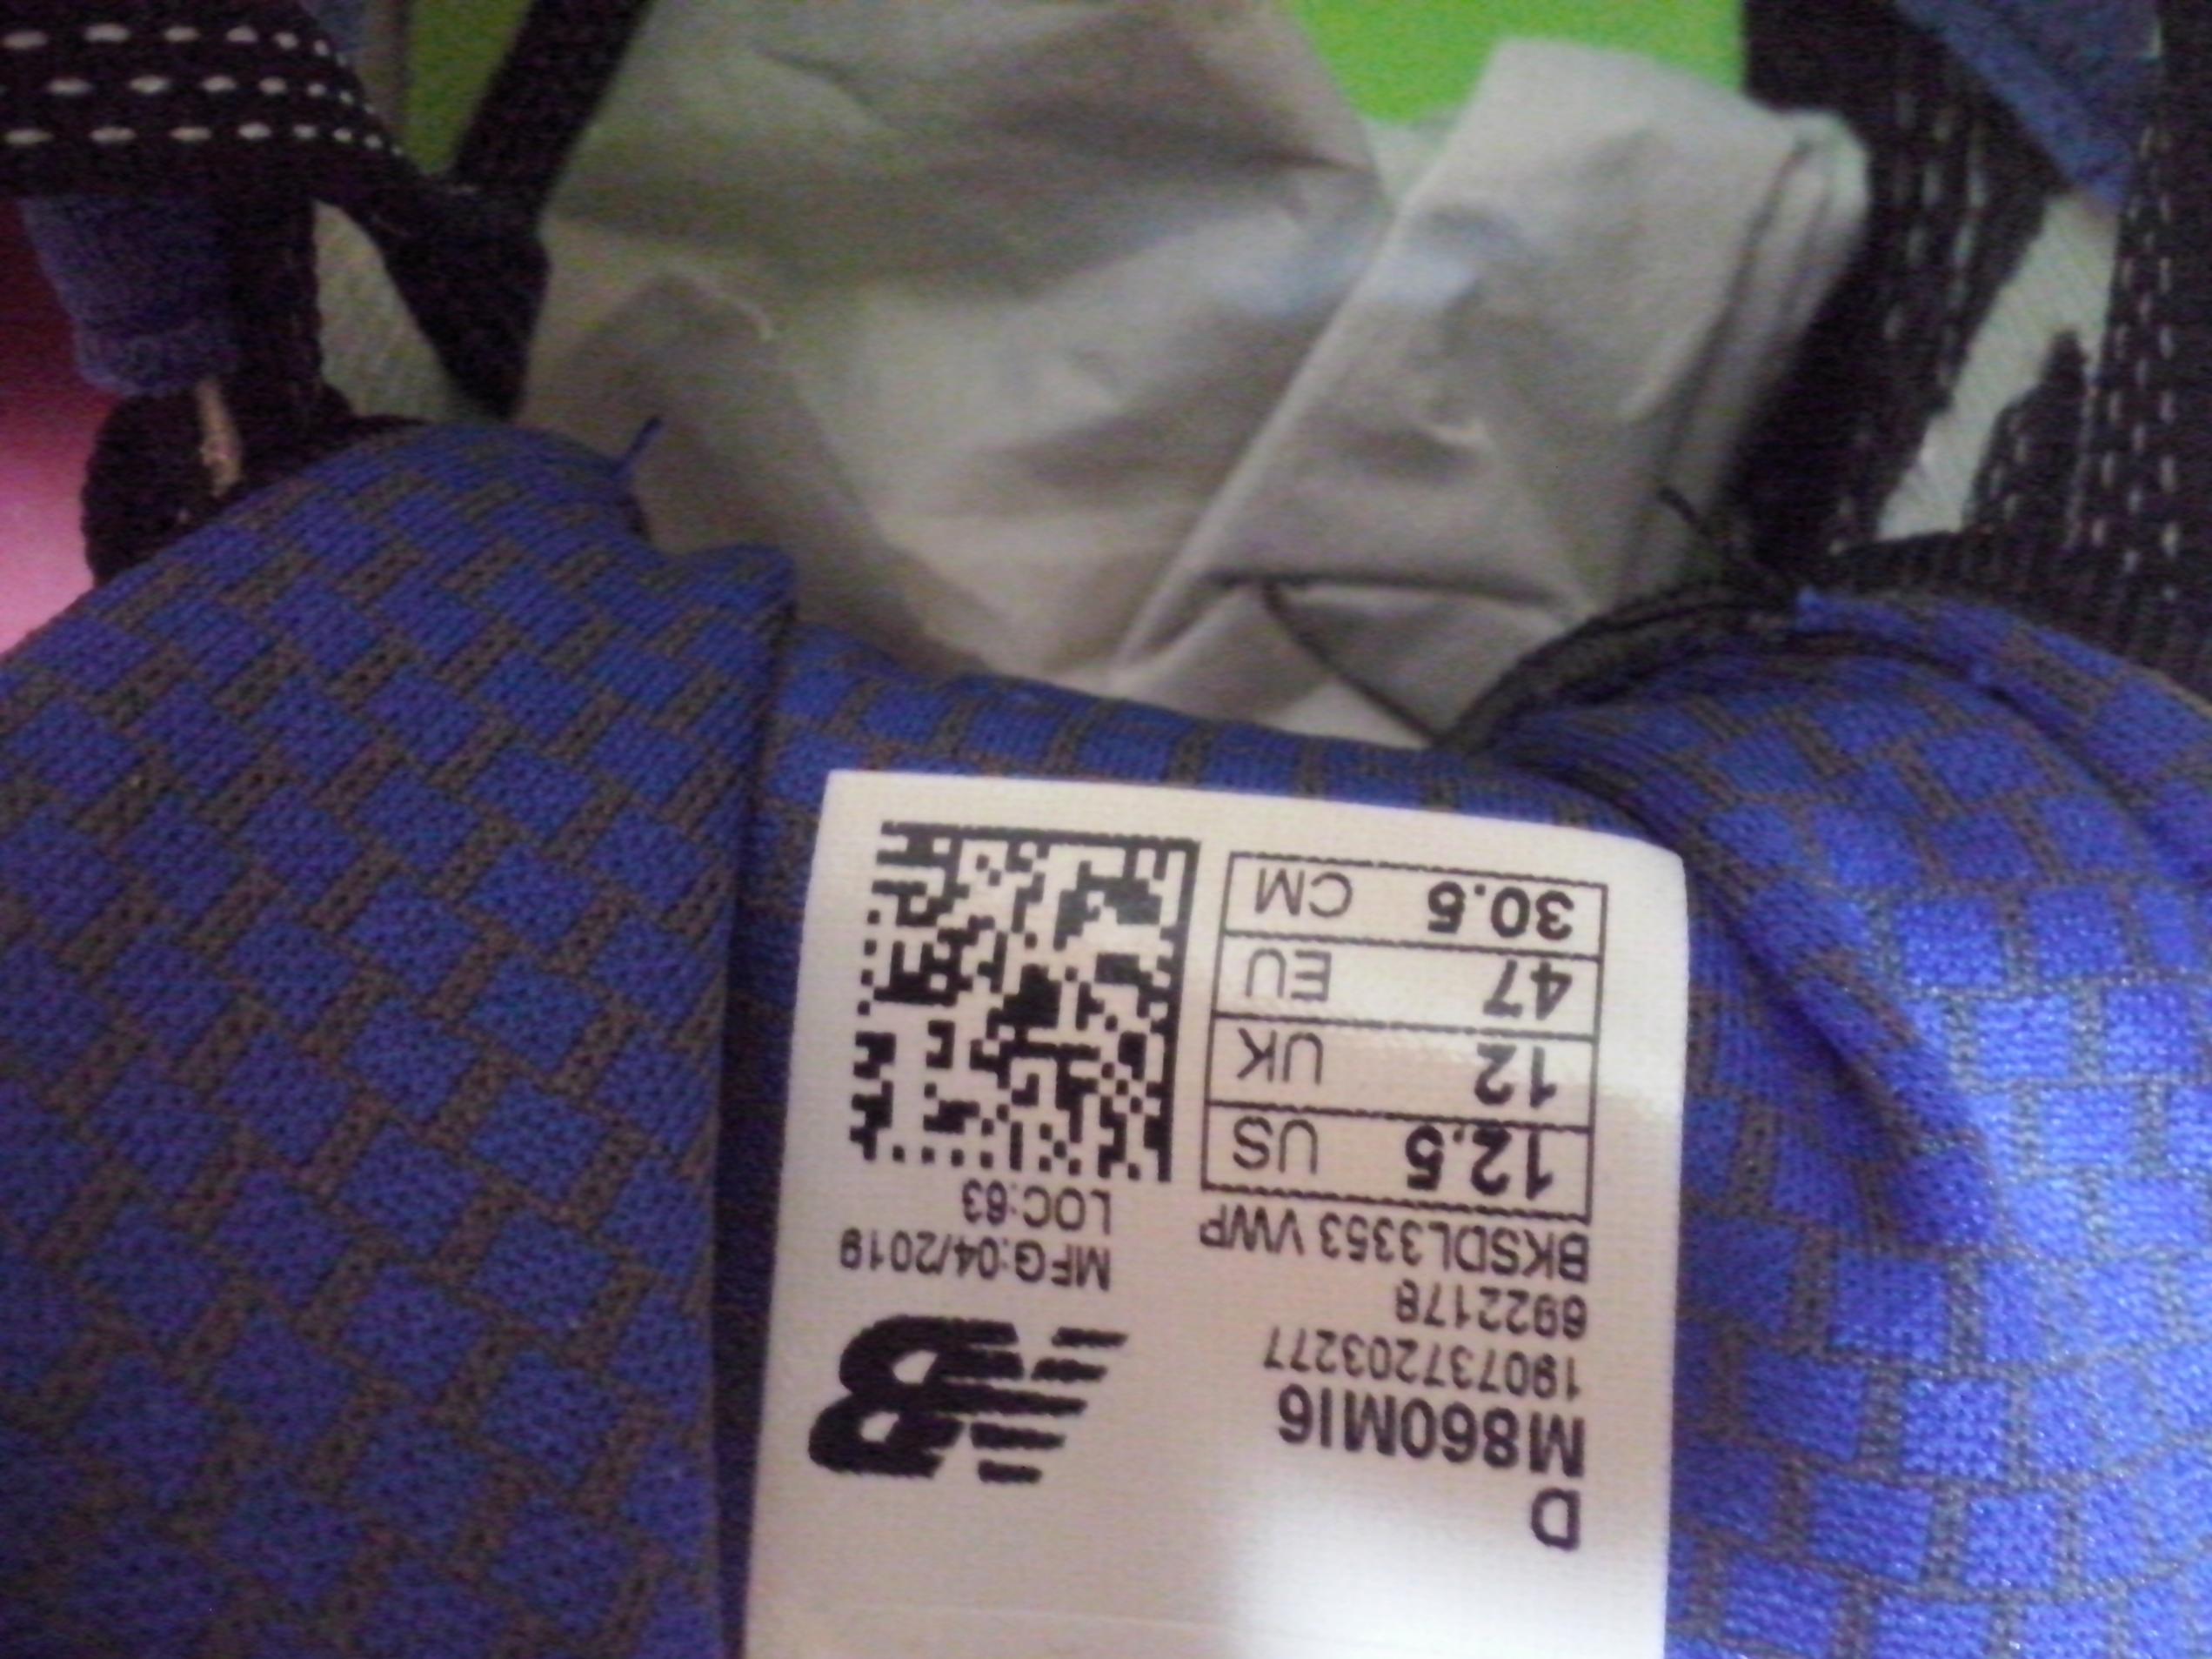 D
M860MI6
190737203277
6922178
BKSDL3353 VWP
12.5 US
12 UK
47 EU
30.5 CM
MFG:04/2019
LOC:63